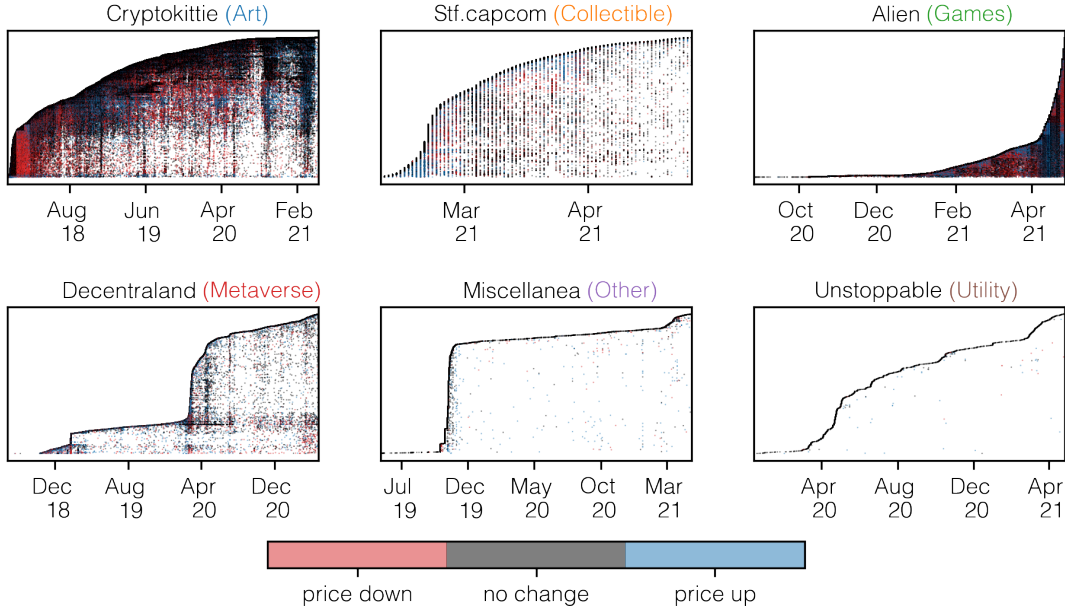 Cryptokittie (Art)
Stf.capcom (Collectible)
Alien (Games)
Aug 18
Jun 19
Apr 20
Feb 21
Mar 21
Apr 21
Oct 20
Dec 20
Feb 21
Apr 21
Decentraland (Metaverse)
Miscellanea (Other)
Unstoppable (Utility)
Dec 18
Aug 19
Apr 20
Dec 20
Jul 19
Dec 19
May 20
Oct 20
Mar 21
Apr 20
Aug 20
Dec 20
Apr 21
price down
no change
price up